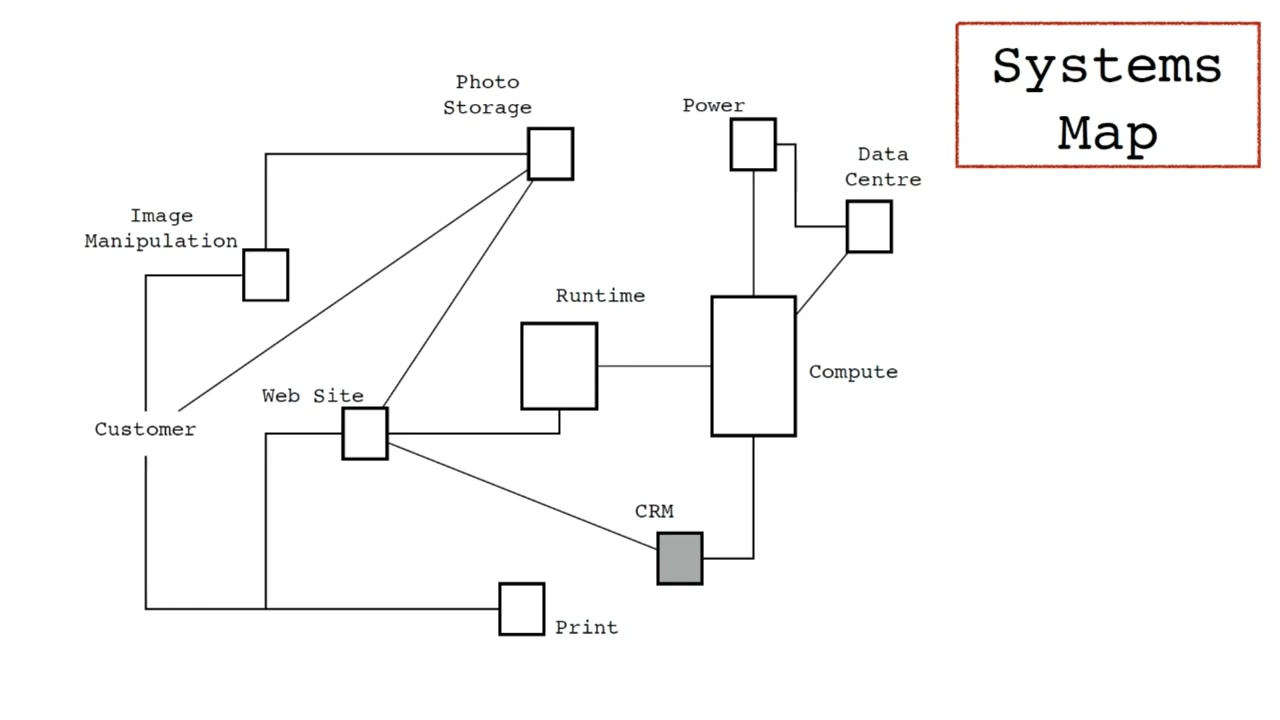 Systems
Map
Photo
Storage
Power
Data
Centre
Image
Manipulation
Runtime
Compute
Web Site
Customer
CRM
Print